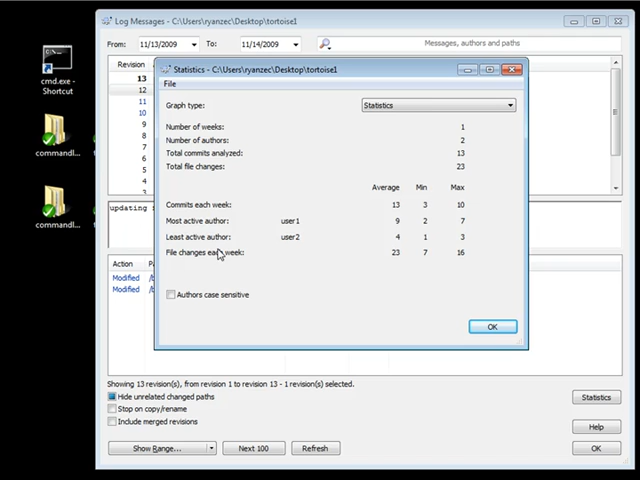 Log Messages - C:\Users\ryanzec\Desktop\tortoise1
From: 11/13/2009 To: 11/14/2009 Messages, authors and paths
cmd.exe - Shortcut
commandl
commandl
Revision
13
12
11
10
9
8
7
6
5
4
3
Statistics - C:\Users\ryanzec\Desktop\tortoise1
File
Graph type: Statistics
Number of weeks: 1
Number of authors: 2
Total commits analyzed: 13
Total file changes: 23
Average Min Max
Commits each week: 13 3 10
Most active author: user1 9 2 7
Least active author: user2 4 1 3
File changes each week: 23 7 16
Authors case sensitive
OK
updating
Action
Modified
Modified
Showing 13 revision(s), from revision 1 to revision 13 - 1 revision(s) selected.
Hide unrelated changed paths
Statistics
Stop on copy/rename
Include merged revisions
Help
Show Range... Next 100 Refresh OK